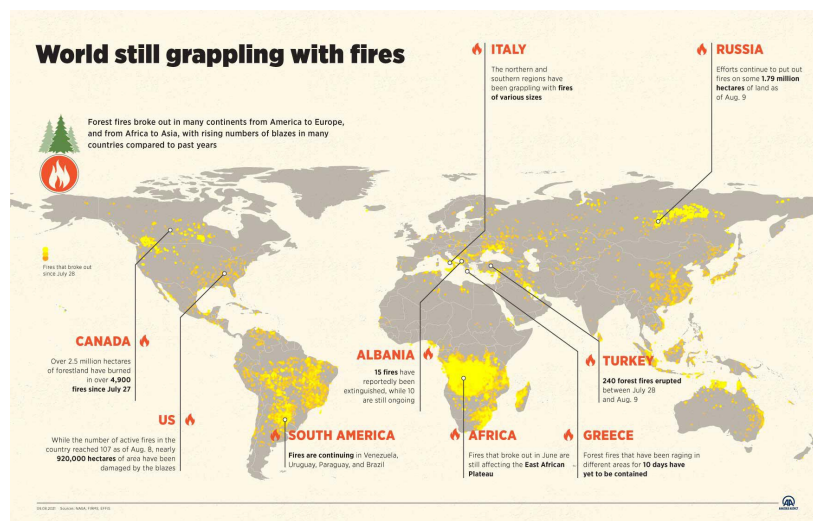 World still grappling with fires
Forest fires broke out in many continents from America to Europe,
and from Africa to Asia, with rising numbers of blazes in many
countries compared to past years
ITALY
The northern and
southern regions have
been grappling with fires
of various sizes
RUSSIA
Efforts continue to put out
fires on some 1.79 million
hectares of land as
of Aug. 9
Fires that broke out
since July 28
CANADA
Over 2.5 million hectares
of forestland have burned
in over 4,900
fires since July 27
US
While the number of active fires in the
country reached 107 as of Aug. 8, nearly
920,000 hectares of area have been
damaged by the blazes
SOUTH AMERICA
Fires are continuing in Venezuela,
Uruguay, Paraguay, and Brazil
ALBANIA
15 fires have
reportedly been
extinguished, while 10
are still ongoing
AFRICA
Fires that broke out in June are
still affecting the East African
Plateau
TURKEY
240 forest fires erupted
between July 28
and Aug. 9
GREECE
Forest fires that have been raging in
different areas for 10 days have
yet to be contained
09.08.2021 Sources: NASA, FIRMS, EFFIS
AA